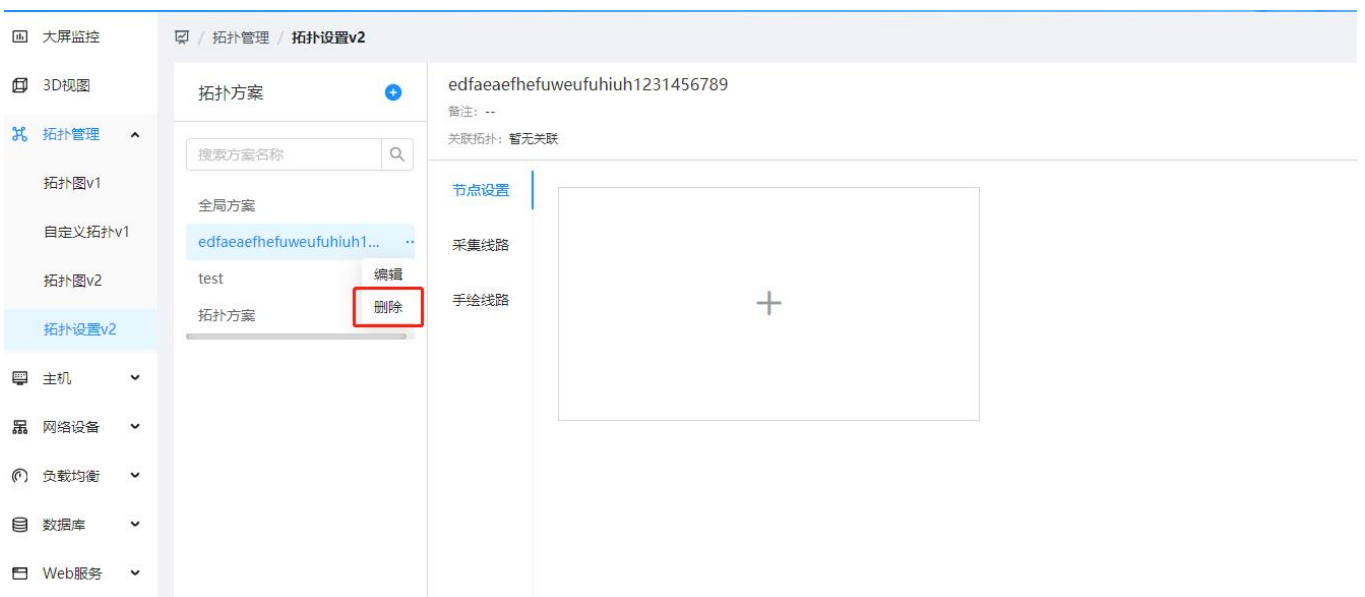 大屏监控
3D视图
拓扑管理
拓扑图v1
自定义拓扑v1
拓扑图v2
拓扑设置v2
主机
网络设备
负载均衡
数据库
Web服务
/ 拓扑管理 / 拓扑设置v2
拓扑方案
搜索方案名称
全局方案
edfaeaefhefuweufuhiuh1...
test
拓扑方案
编辑
删除
edfaeaefhefuweufuhiuh1231456789
备注: --
关联拓扑: 暂无关联
节点设置
采集线路
手绘线路